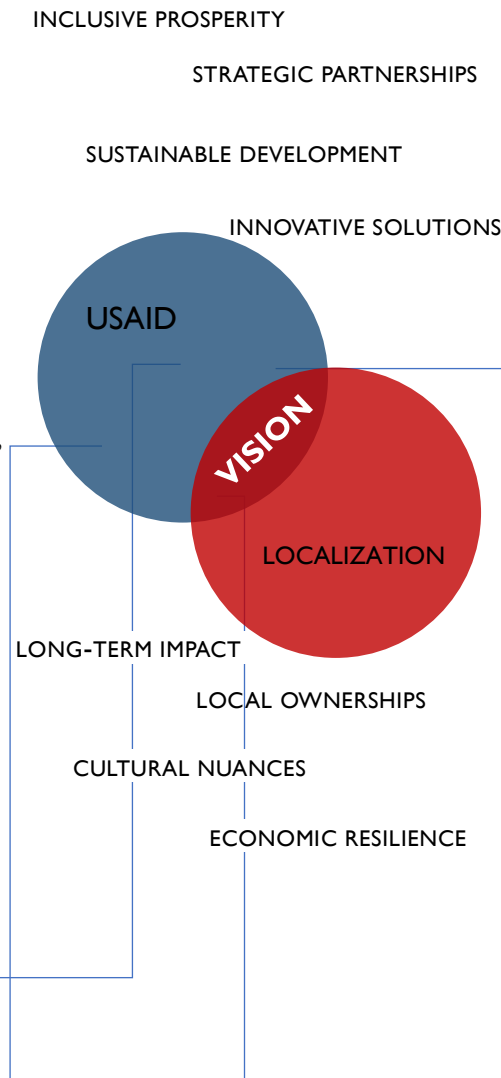 INCLUSIVE PROSPERITY
STRATEGIC PARTNERSHIPS
SUSTAINABLE DEVELOPMENT
INNOVATIVE SOLUTIONS
USAID
VISION
LOCALIZATION
LONG-TERM IMPACT
LOCAL OWNERSHIPS
CULTURAL NUANCES
ECONOMIC RESILIENCE